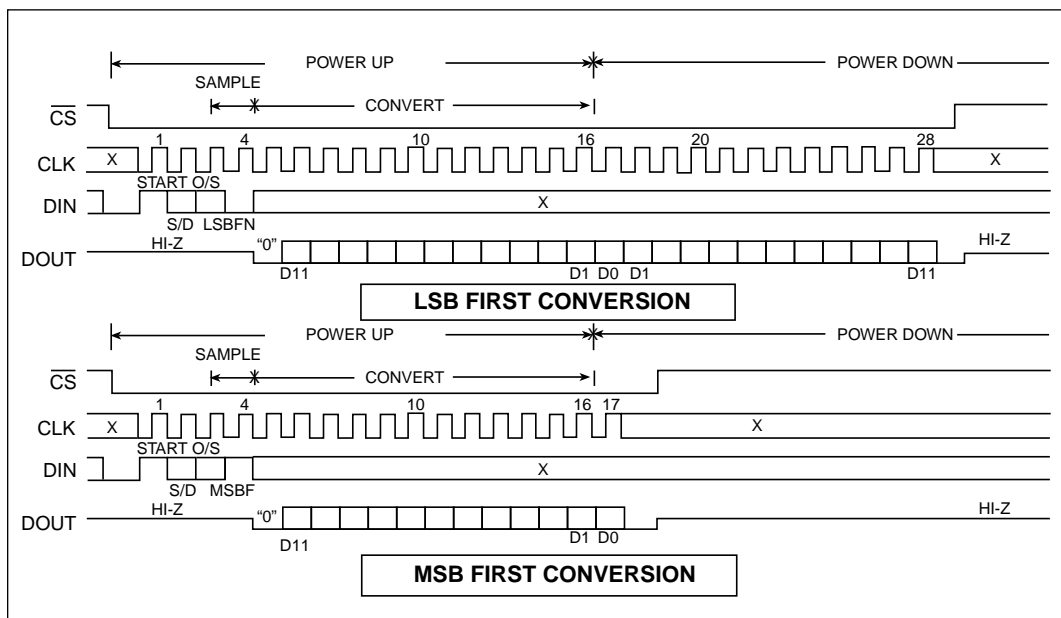 POWER UP POWER DOWN
SAMPLE
CONVERT
CS
1 4 10 16 20 28
CLK X X
START O/S
DIN X
S/D LSBFN
HI-Z "0" HI-Z
DOUT
D11 D1 D0 D1 D11
LSB FIRST CONVERSION
POWER UP POWER DOWN
SAMPLE
CONVERT
CS
1 4 10 16 17
CLK X X
START O/S
DIN X
S/D MSBF
HI-Z "0" HI-Z
DOUT
D11 D1 D0
MSB FIRST CONVERSION